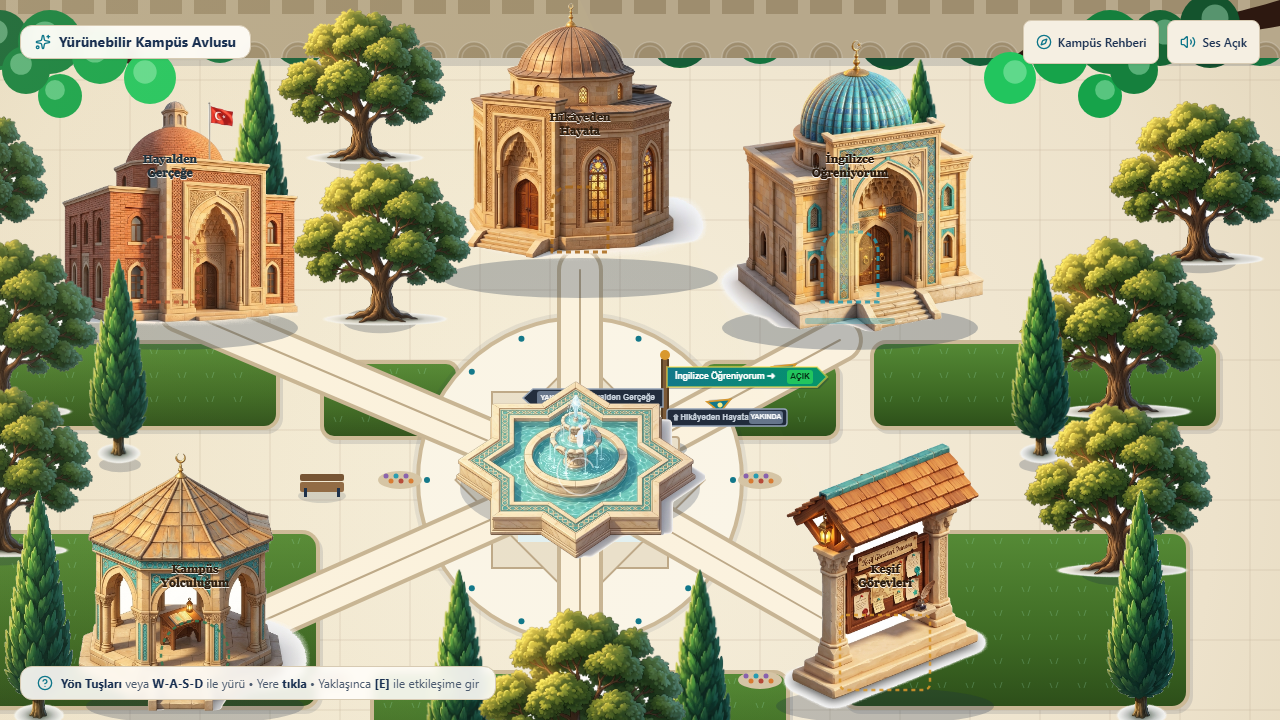 Yürünebilir Kampüs Avlusu
Kampüs Rehberi
Ses Açık
Hikâyeden
Hayata
Hayalden
Gerçeğe
İngilizce
Öğreniyorum
İngilizce Öğreniyorum ➜
AÇIK
Gerçeğe
Hikâyeden Hayata
YAKINDA
Kampüs
Yolculuğum
Keşif
Görevleri
Yön Tuşları veya W-A-S-D ile yürü • Yere tıkla • Yaklaşınca [E] ile etkileşime gir